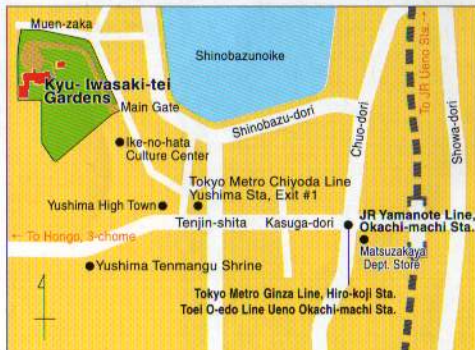 Muen-zaka
Kyu- Iwasaki-tei
Gardens
Main Gate
Shinobazunoike
To JR Ueno Sta.→
Shinobazu-dori
Chuo-dori
Showa-dori
Ike-no-hata
Culture Center
Tokyo Metro Chiyoda Line
Yushima Sta, Exit #1
Yushima High Town
Tenjin-shita
Kasuga-dori
JR Yamanote Line,
Okachi-machi Sta.
← To Hongo, 3-chome
Matsuzakaya
Dept. Store
Yushima Tenmangu Shrine
Tokyo Metro Ginza Line, Hiro-koji Sta.
Toei O-edo Line Ueno Okachi-machi Sta.